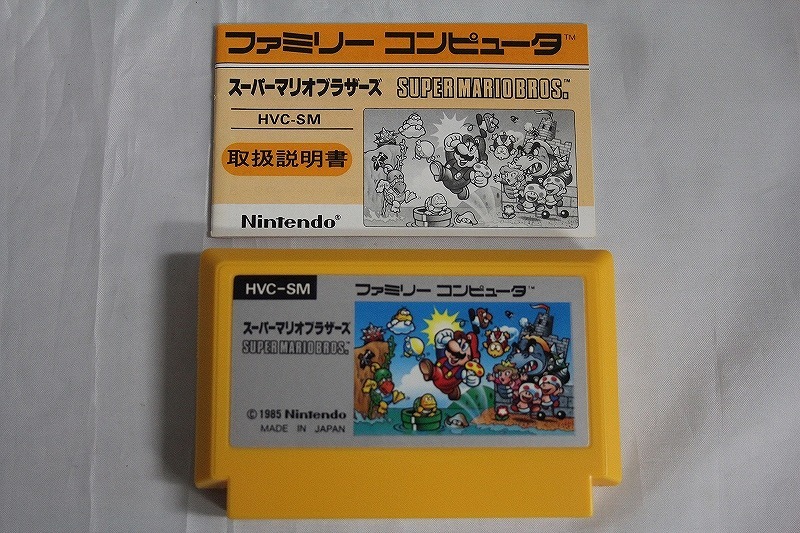 ファミリー コンピュータ™
スーパーマリオブラザーズ SUPER MARIO BROS.™
HVC-SM
取扱説明書
Nintendo®
HVC-SM ファミリー コンピュータ™
スーパーマリオブラザーズ
SUPER MARIO BROS.™
©1985 Nintendo
MADE IN JAPAN